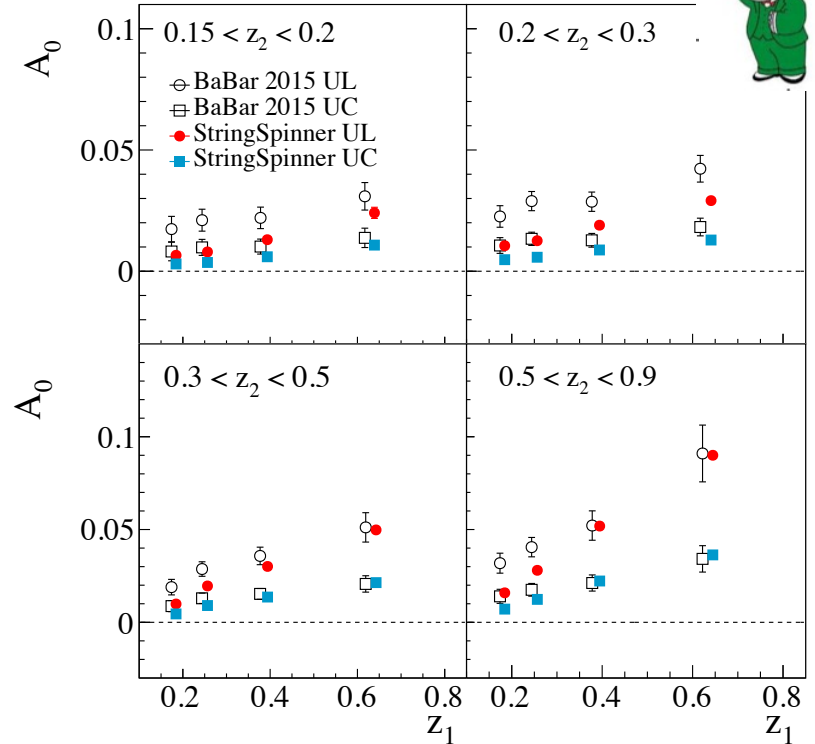 A0
0.1
0.05
0
0.15 < z2 < 0.2
BaBar 2015 UL
BaBar 2015 UC
StringSpinner UL
StringSpinner UC
0.2 < z2 < 0.3
A0
0.1
0.05
0
0.3 < z2 < 0.5
0.5 < z2 < 0.9
0.2 0.4 0.6 0.8
z1
0.2 0.4 0.6 0.8
z1